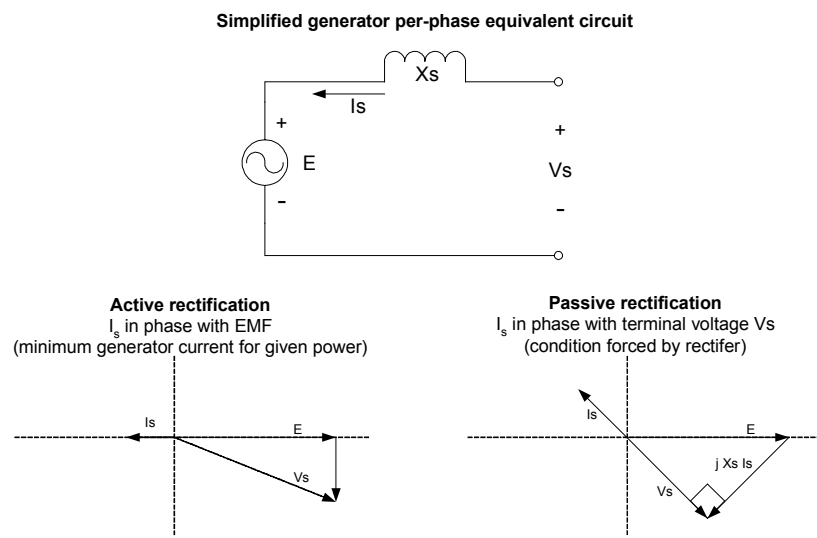 Simplified generator per-phase equivalent circuit
Xs
Is
+
E
-
+
Vs
-
Active rectification
Is in phase with EMF
(minimum generator current for given power)
Is
E
Vs
Passive rectification
Is in phase with terminal voltage Vs
(condition forced by rectifer)
Is
E
j Xs Is
Vs